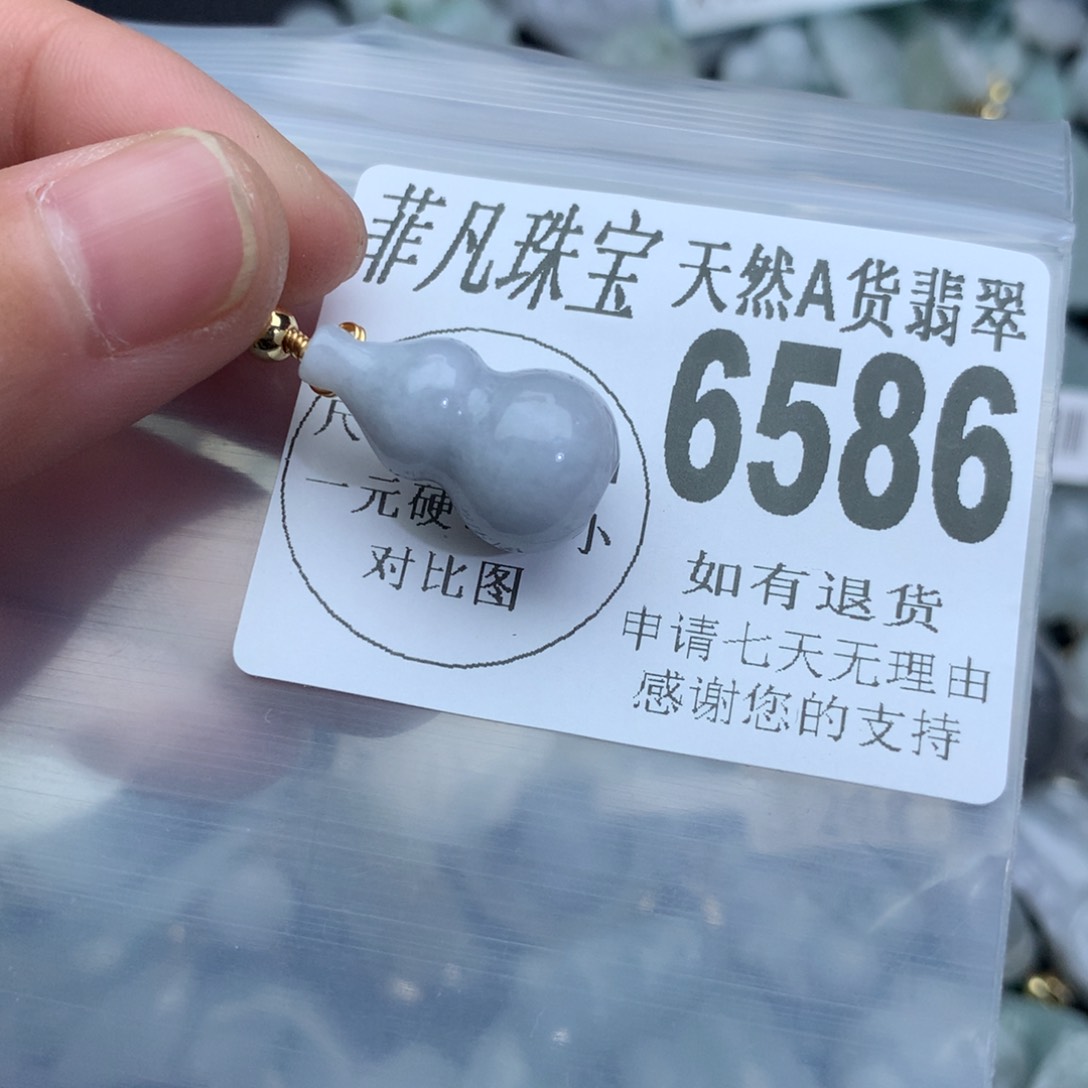 菲凡珠宝 天然A货翡翠
6586
一元硬 小
对比图
如有退货
申请七天无理由
感谢您的支持